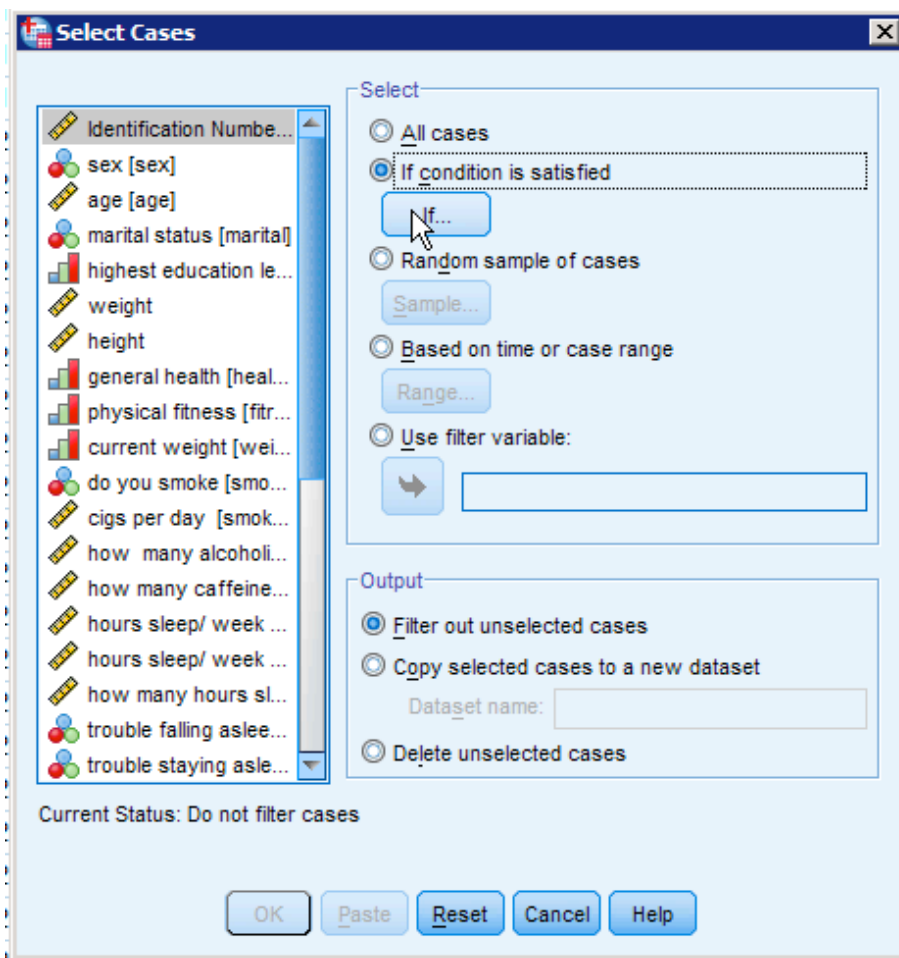 Select Cases
Identification Numbe...
sex [sex]
age [age]
marital status [marital]
highest education le...
weight
height
general health [heal...
physical fitness [fitr...
current weight [wei...
do you smoke [smo...
cigs per day [smok...
how many alcoholi...
how many caffeine...
hours sleep/ week ...
hours sleep/ week ...
how many hours sl...
trouble falling aslee...
trouble staying asle...
Select
All cases
If condition is satisfied
If...
Random sample of cases
Sample...
Based on time or case range
Range...
Use filter variable:
Output
Filter out unselected cases
Copy selected cases to a new dataset
Dataset name:
Delete unselected cases
Current Status: Do not filter cases
OK Paste Reset Cancel Help